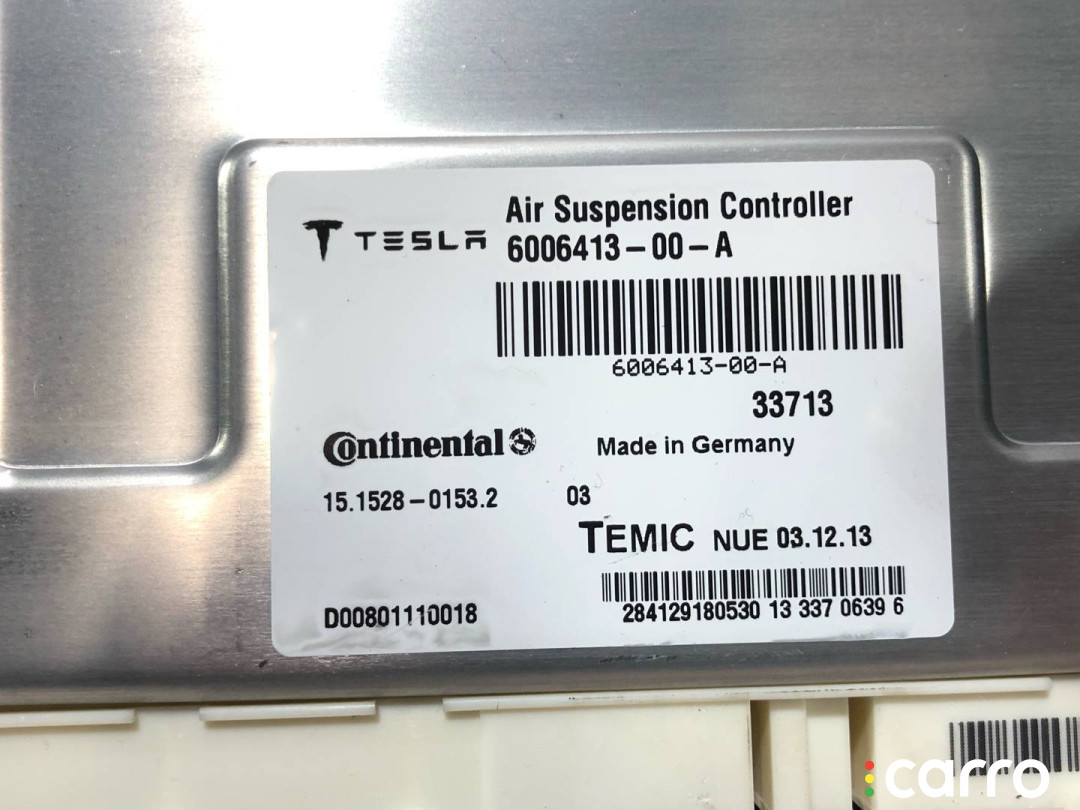 TESLA
Air Suspension Controller
6006413-00-A
6006413-00-A
33713
Continental
Made in Germany
15.1528-0153.2 03
TEMIC NUE 03.12.13
D00801110018
284129180530 13 337 0639 6
carro